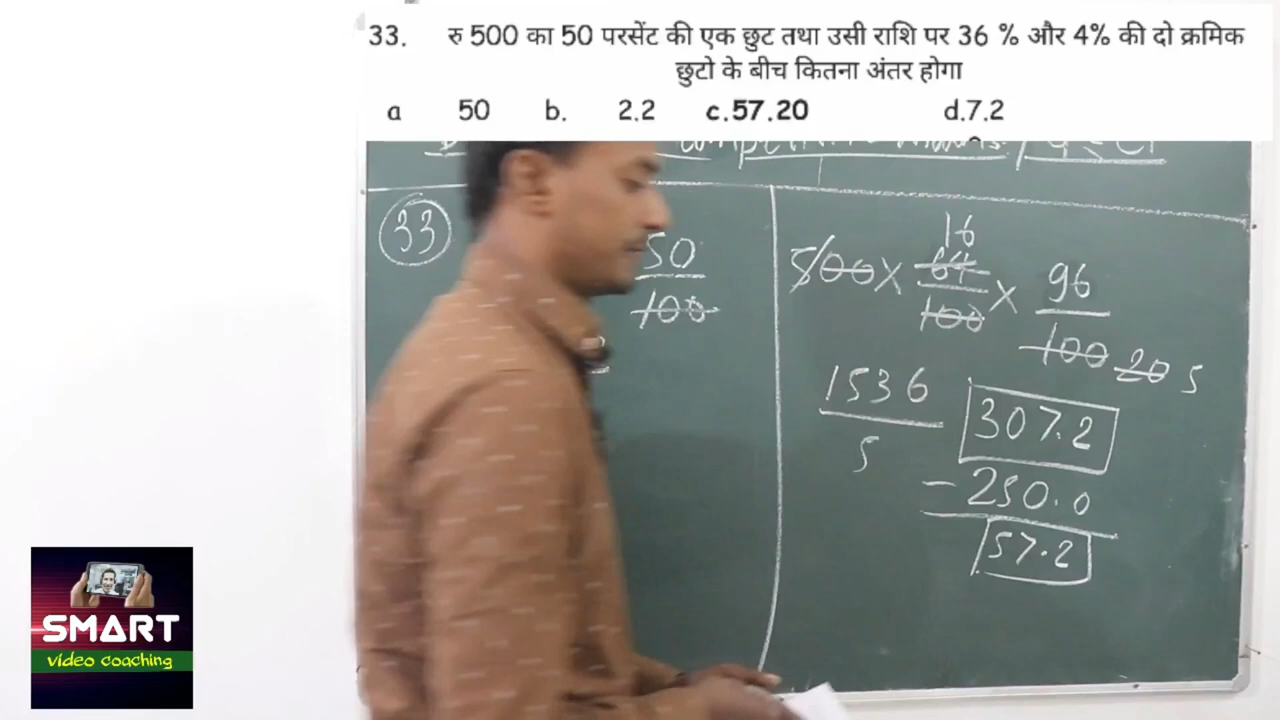 33. रु 500 का 50 परसेंट की एक छुट तथा उसी राशि पर 36 % और 4% की दो क्रमिक
छुटो के बीच कितना अंतर होगा
a 50 b. 2.2 c.57.20 d.7.2
33
50
100
16
500 X 64 X 96
100 100 20 5
1536 307.2
5
- 250.0
57.2
SMART
video coaching